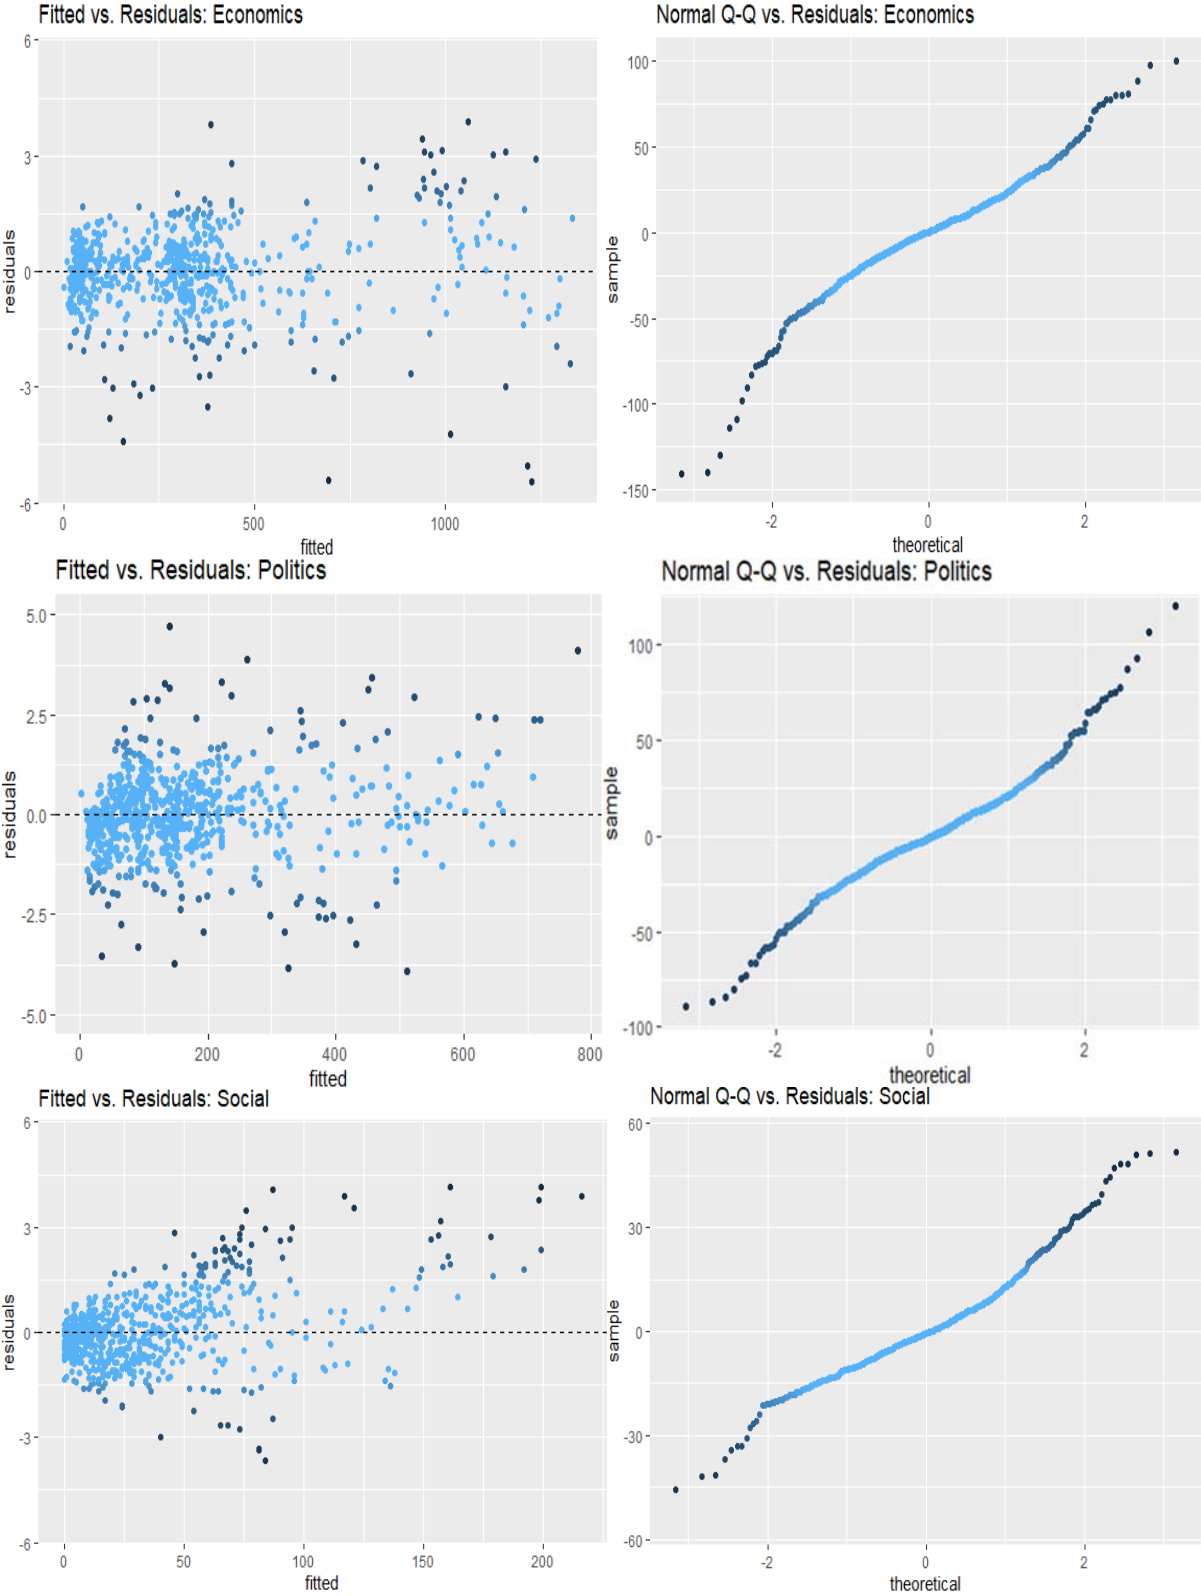 Fitted vs. Residuals: Economics
6
3
0
-3
-6
residuals
0
500
1000
fitted
Normal Q-Q vs. Residuals: Economics
100
50
0
-50
-100
-150
sample
-2
0
2
theoretical
Fitted vs. Residuals: Politics
5.0
2.5
0.0
-2.5
-5.0
residuals
0
200
400
600
800
fitted
Normal Q-Q vs. Residuals: Politics
100
50
0
-50
-100
sample
-2
0
2
theoretical
Fitted vs. Residuals: Social
6
3
0
-3
-6
residuals
0
50
100
150
200
fitted
Normal Q-Q vs. Residuals: Social
60
30
0
-30
-60
sample
-2
0
2
theoretical